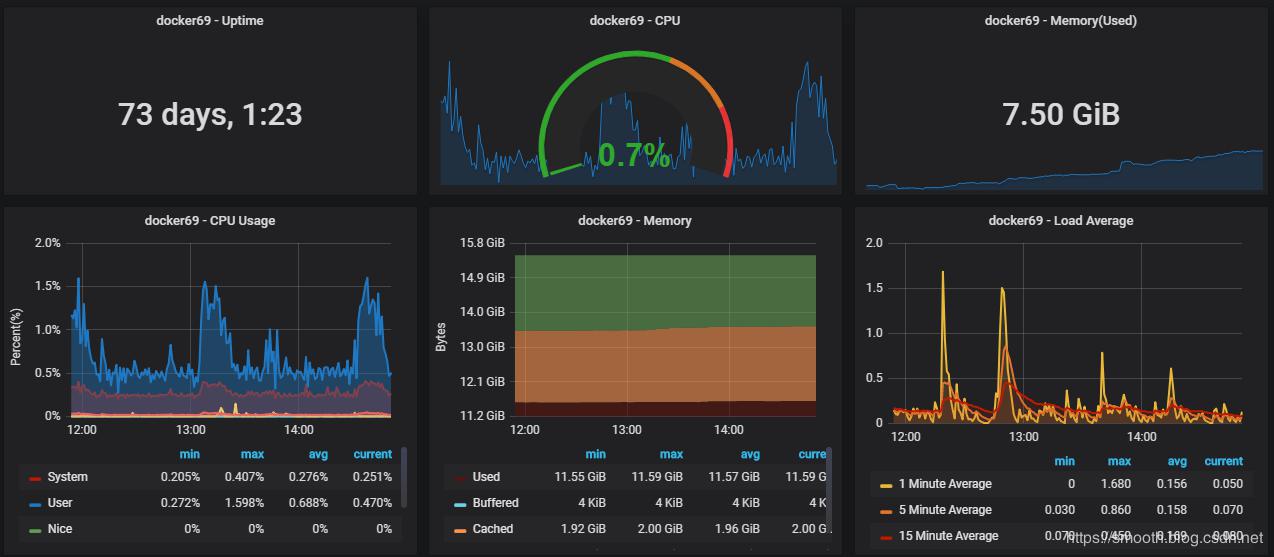 docker69 - Uptime
73 days, 1:23
docker69 - CPU
0.7%
docker69 - Memory(Used)
7.50 GiB
docker69 - CPU Usage
Percent(%)
2.0%
1.5%
1.0%
0.5%
0%
12:00 13:00 14:00
min max avg current
System 0.205% 0.407% 0.276% 0.251%
User 0.272% 1.598% 0.688% 0.470%
Nice 0% 0% 0% 0%
docker69 - Memory
Bytes
15.8 GiB
14.9 GiB
14.0 GiB
13.0 GiB
12.1 GiB
11.2 GiB
12:00 13:00 14:00
min max avg curre
Used 11.55 GiB 11.59 GiB 11.57 GiB 11.59 G
Buffered 4 KiB 4 KiB 4 KiB 4 K
Cached 1.92 GiB 2.00 GiB 1.96 GiB 2.00 G
docker69 - Load Average
2.0
1.5
1.0
0.5
0
12:00 13:00 14:00
min max avg current
1 Minute Average 0 1.680 0.156 0.050
5 Minute Average 0.030 0.860 0.158 0.070
15 Minute Average 0.070 0.450 0.169 0.080
https://smooth.blog.csdn.net